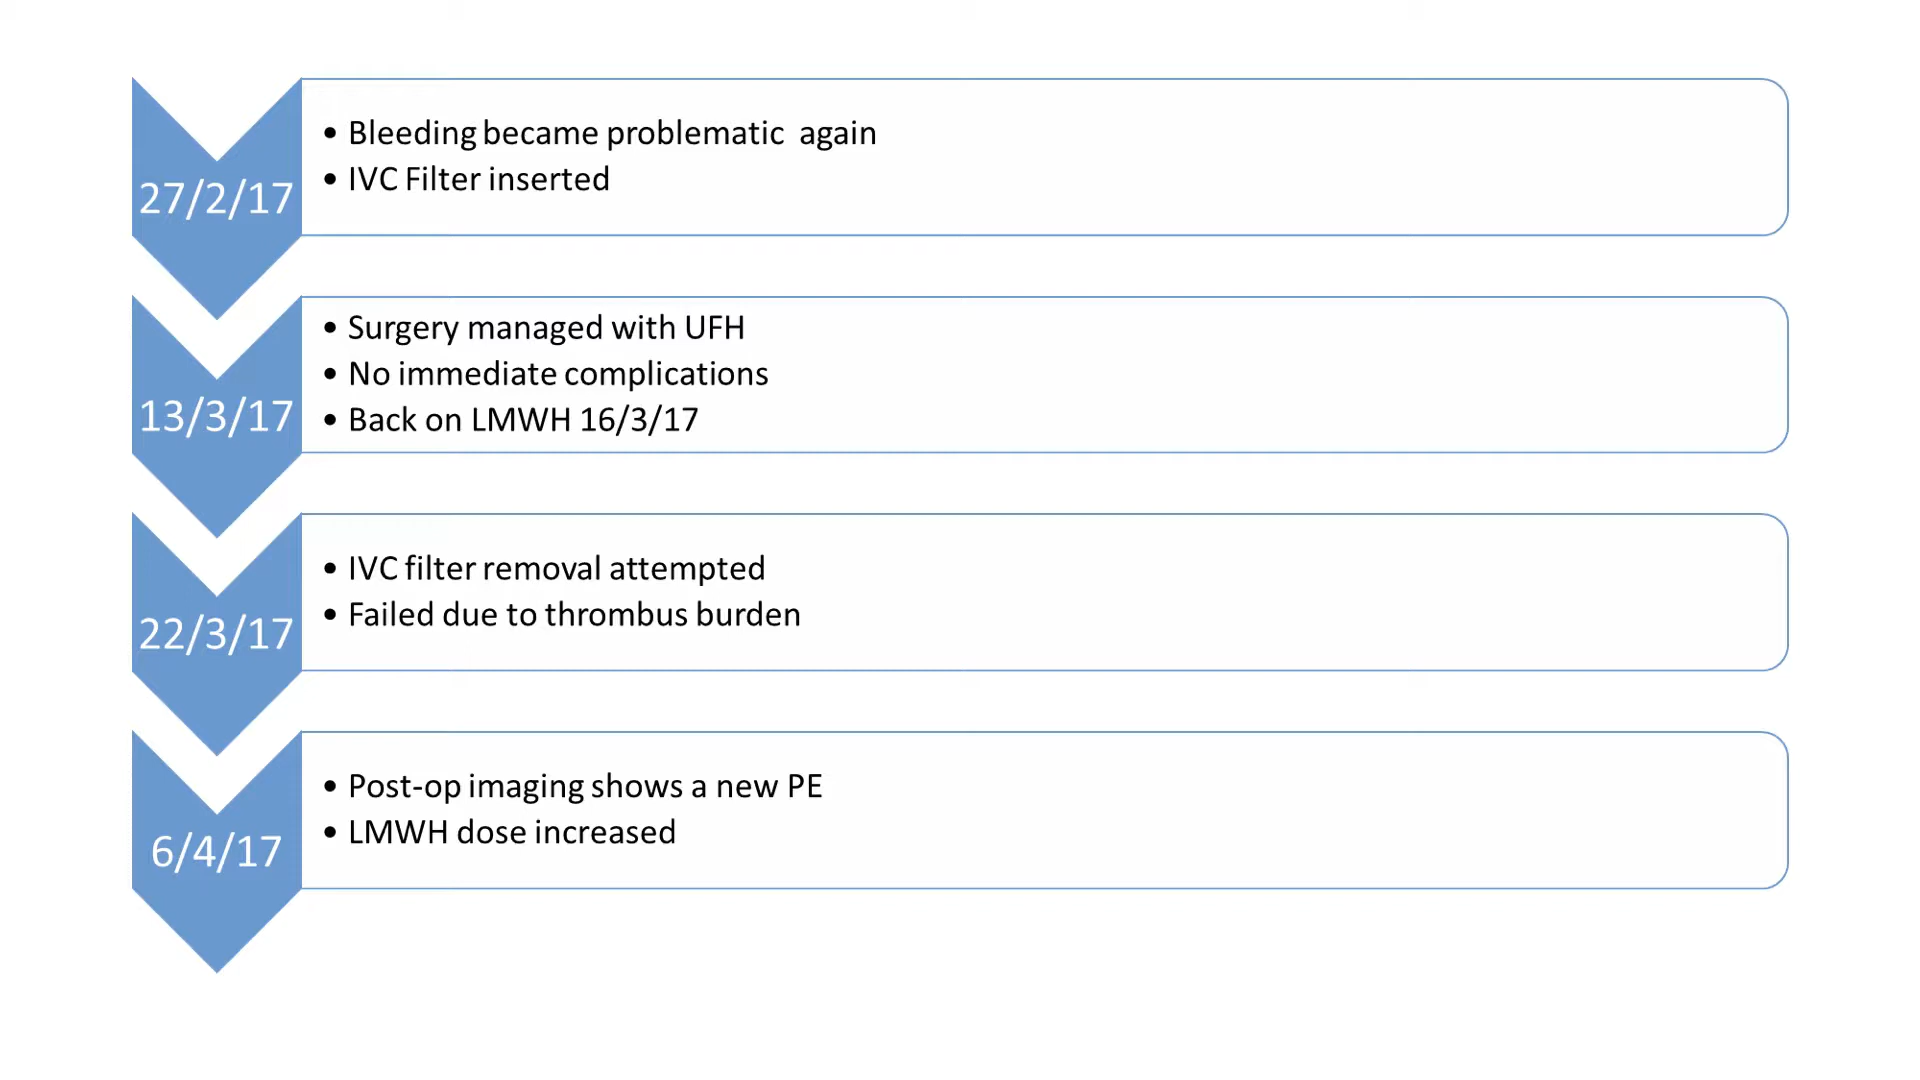 27/2/17
• Bleeding became problematic  again
• IVC Filter inserted
13/3/17
• Surgery managed with UFH
• No immediate complications
• Back on LMWH 16/3/17
22/3/17
• IVC filter removal attempted
• Failed due to thrombus burden
6/4/17
• Post-op imaging shows a new PE
• LMWH dose increased